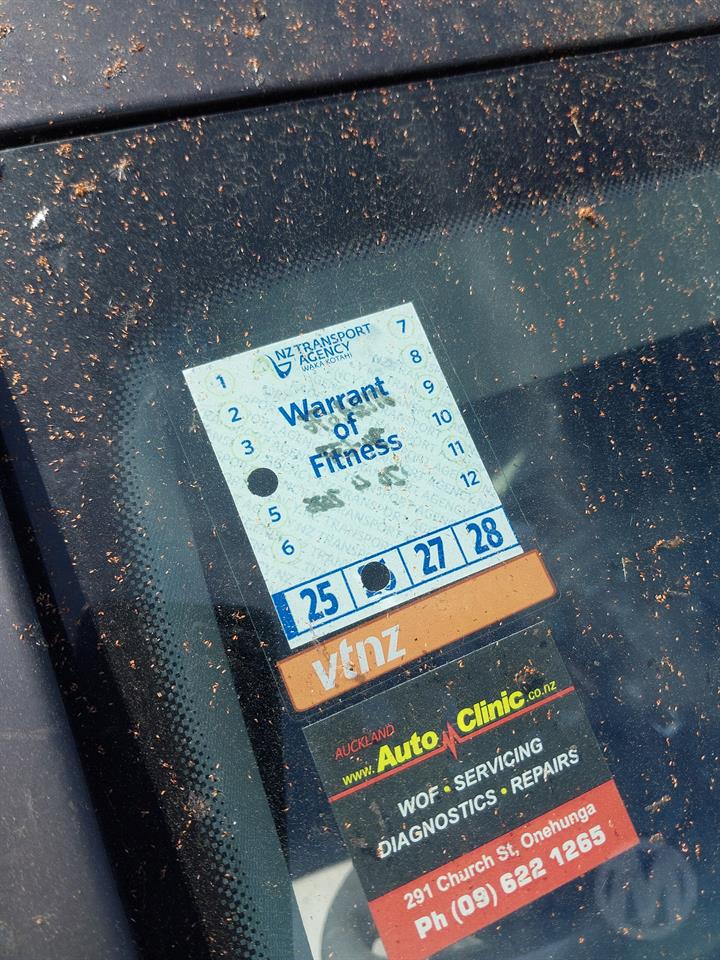 NZ TRANSPORT
AGENCY
WAKA KOTAHI
Warrant
of
Fitness
1
2
3
5
6
7
8
9
10
11
12
25 27 28
vtnz
AUCKLAND
www.AutoClinic.co.nz
WOF • SERVICING
DIAGNOSTICS • REPAIRS
291 Church St, Onehunga
Ph (09) 622 1265